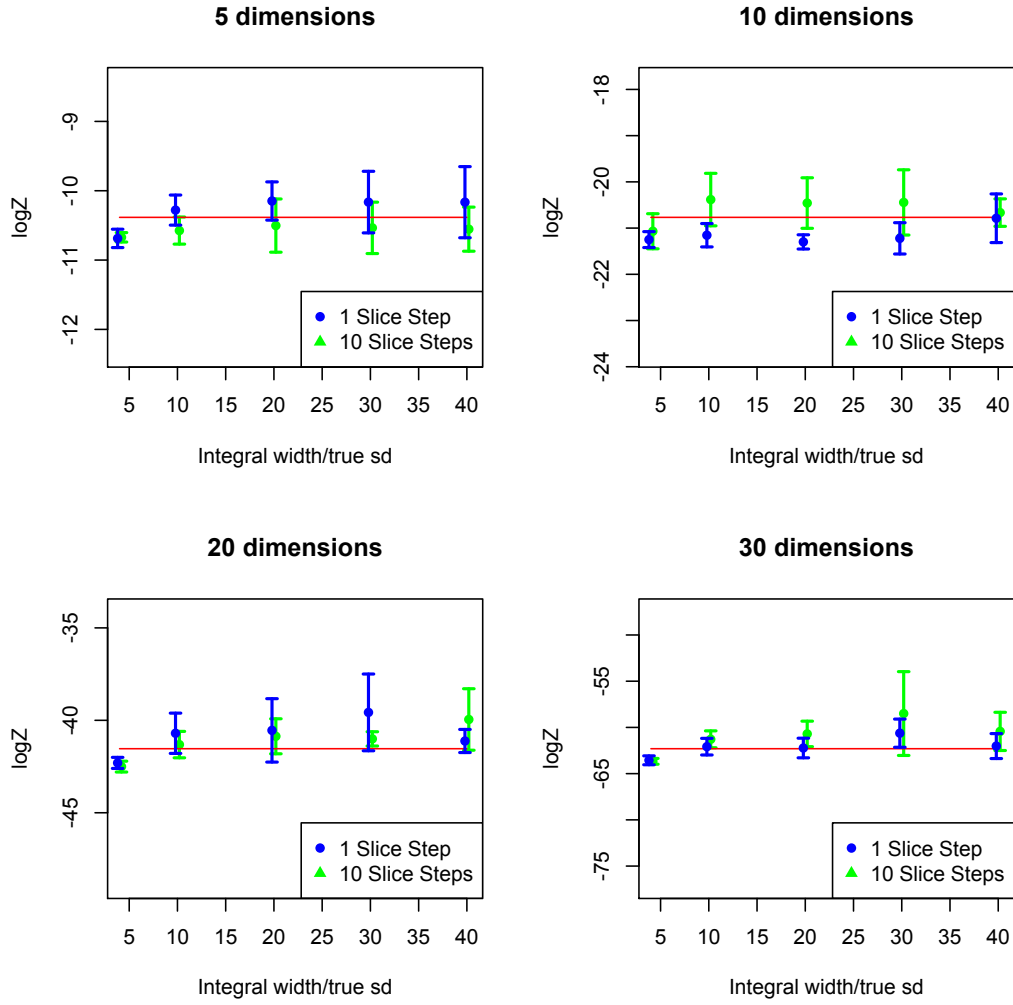 5 dimensions
logZ
-9
-10
-11
-12
1 Slice Step
10 Slice Steps
5 10 15 20 25 30 35 40
Integral width/true sd
10 dimensions
logZ
-18
-20
-22
-24
1 Slice Step
10 Slice Steps
5 10 15 20 25 30 35 40
Integral width/true sd
20 dimensions
logZ
-35
-40
-45
1 Slice Step
10 Slice Steps
5 10 15 20 25 30 35 40
Integral width/true sd
30 dimensions
logZ
-55
-65
-75
1 Slice Step
10 Slice Steps
5 10 15 20 25 30 35 40
Integral width/true sd